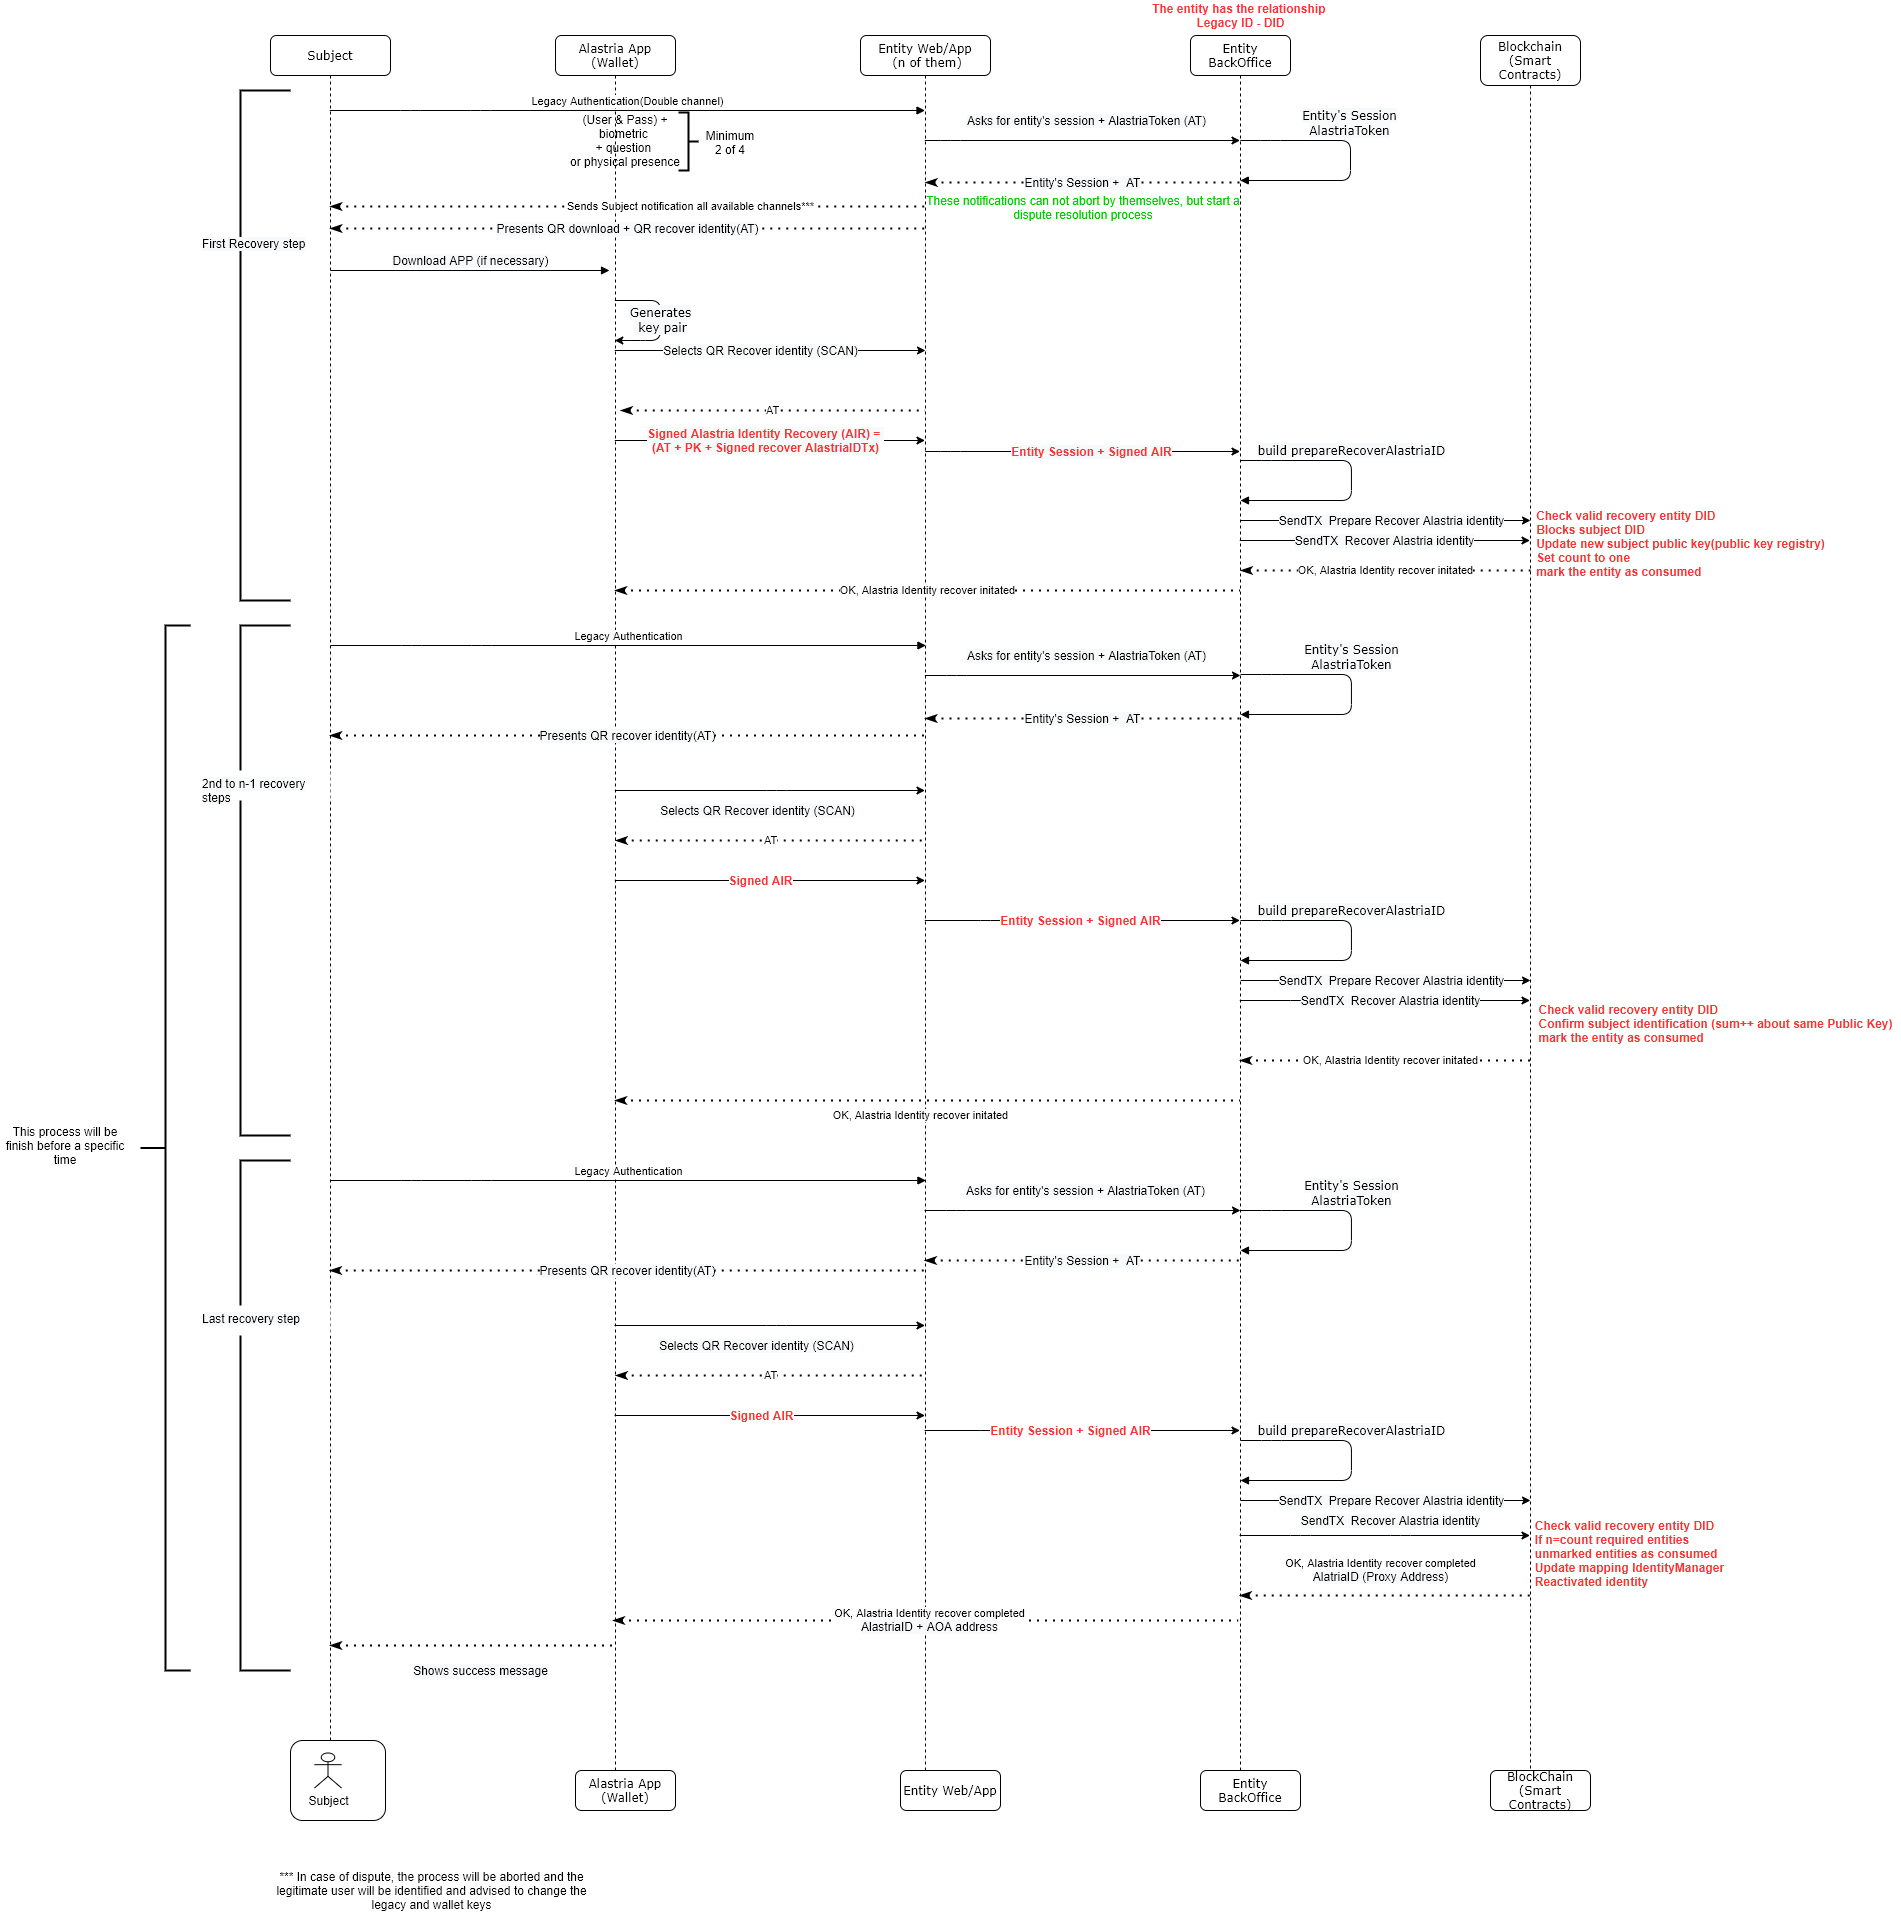 The entity has the relationship
Legacy ID - DID
Subject
Alastria App
(Wallet)
Entity Web/App
(n of them)
Entity
BackOffice
Blockchain
(Smart
Contracts)
Legacy Authentication(Double channel)
(User & Pass) +
biometric
+ question
or physical presence
Minimum
2 of 4
Asks for entity's session + AlastriaToken (AT)
Entity's Session
AlastriaToken
Entity's Session +  AT
Sends Subject notification all available channels***
These notifications can not abort by themselves, but start a
dispute resolution process
Presents QR download + QR recover identity(AT)
First Recovery step
Download APP (if necessary)
Generates
key pair
Selects QR Recover identity (SCAN)
AT
Signed Alastria Identity Recovery (AIR) =
(AT + PK + Signed recover AlastriaIDTx)
Entity Session + Signed AIR
build prepareRecoverAlastriaID
SendTX  Prepare Recover Alastria identity
SendTX  Recover Alastria identity
Check valid recovery entity DID
Blocks subject DID
Update new subject public key(public key registry)
Set count to one
mark the entity as consumed
OK, Alastria Identity recover initated
OK, Alastria Identity recover initated
Legacy Authentication
Asks for entity's session + AlastriaToken (AT)
Entity's Session
AlastriaToken
Entity's Session +  AT
Presents QR recover identity(AT)
2nd to n-1 recovery
steps
Selects QR Recover identity (SCAN)
AT
Signed AIR
Entity Session + Signed AIR
build prepareRecoverAlastriaID
SendTX  Prepare Recover Alastria identity
SendTX  Recover Alastria identity
Check valid recovery entity DID
Confirm subject identification (sum++ about same Public Key)
mark the entity as consumed
OK, Alastria Identity recover initated
OK, Alastria Identity recover initated
This process will be
finish before a specific
time
Legacy Authentication
Asks for entity's session + AlastriaToken (AT)
Entity's Session
AlastriaToken
Entity's Session +  AT
Presents QR recover identity(AT)
Last recovery step
Selects QR Recover identity (SCAN)
AT
Signed AIR
Entity Session + Signed AIR
build prepareRecoverAlastriaID
SendTX  Prepare Recover Alastria identity
SendTX  Recover Alastria identity
Check valid recovery entity DID
If n=count required entities
unmarked entities as consumed
Update mapping IdentityManager
Reactivated identity
OK, Alastria Identity recover completed
AlatriaID (Proxy Address)
OK, Alastria Identity recover completed
AlastriaID + AOA address
Shows success message
Subject
Alastria App
(Wallet)
Entity Web/App
Entity
BackOffice
BlockChain
(Smart
Contracts)
*** In case of dispute, the process will be aborted and the
legitimate user will be identified and advised to change the
legacy and wallet keys